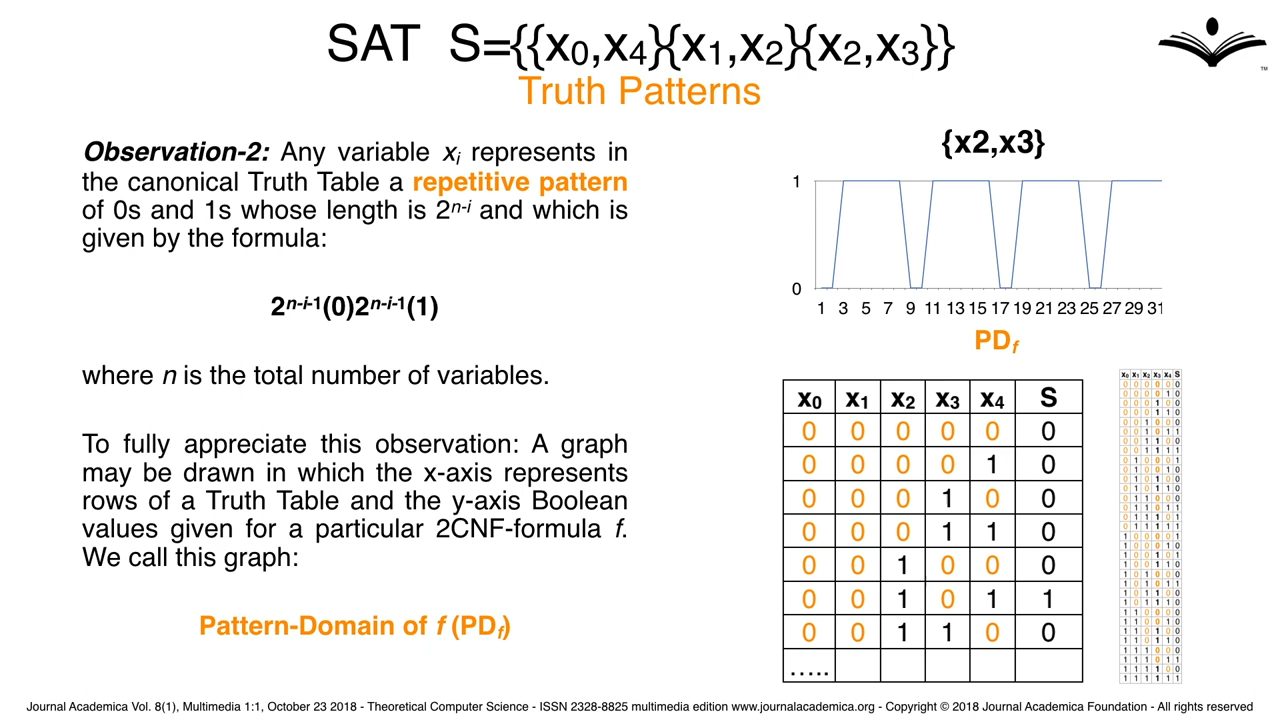 SAT S={{x₀,x₄}{x₁,x₂}{x₂,x₃}}
TM
Truth Patterns
Observation-2: Any variable xᵢ represents in
the canonical Truth Table a repetitive pattern
of 0s and 1s whose length is 2ⁿ⁻ⁱ and which is
given by the formula:
2ⁿ⁻ⁱ⁻¹(0)2ⁿ⁻ⁱ⁻¹(1)
where n is the total number of variables.
To fully appreciate this observation: A graph
may be drawn in which the x-axis represents
rows of a Truth Table and the y-axis Boolean
values given for a particular 2CNF-formula f.
We call this graph:
Pattern-Domain of f (PDf)
{x2,x3}
1
0
1 3 5 7 9 11 13 15 17 19 21 23 25 27 29 31
PDf
x₀ x₁ x₂ x₃ x₄ S
0 0 0 0 0 0
0 0 0 0 1 0
0 0 0 1 0 0
0 0 0 1 1 0
0 0 1 0 0 0
0 0 1 0 1 1
0 0 1 1 0 0
.....
x₀ x₁ x₂ x₃ x₄ S
Journal Academica Vol. 8(1), Multimedia 1:1, October 23 2018 - Theoretical Computer Science - ISSN 2328-8825 multimedia edition www.journalacademica.org - Copyright © 2018 Journal Academica Foundation - All rights reserved